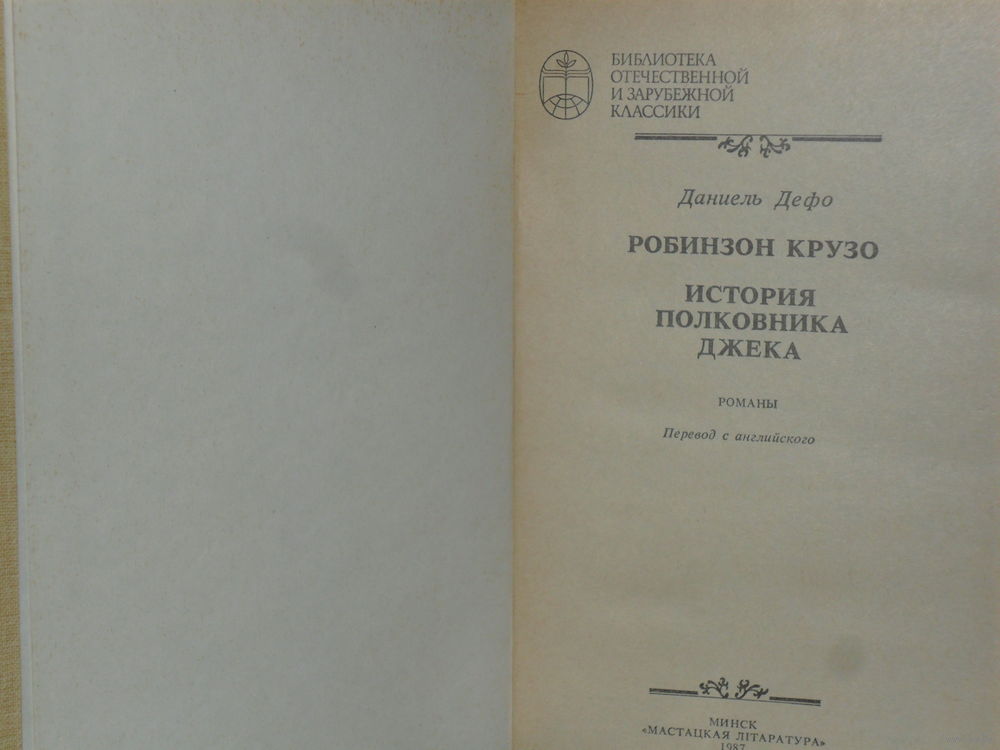 БИБЛИОТЕКА
ОТЕЧЕСТВЕННОЙ
И ЗАРУБЕЖНОЙ
КЛАССИКИ
Даниель Дефо
РОБИНЗОН КРУЗО
ИСТОРИЯ
ПОЛКОВНИКА
ДЖЕКА
РОМАНЫ
Перевод с английского
МИНСК
«МАСТАЦКАЯ ЛІТАРАТУРА»
1987